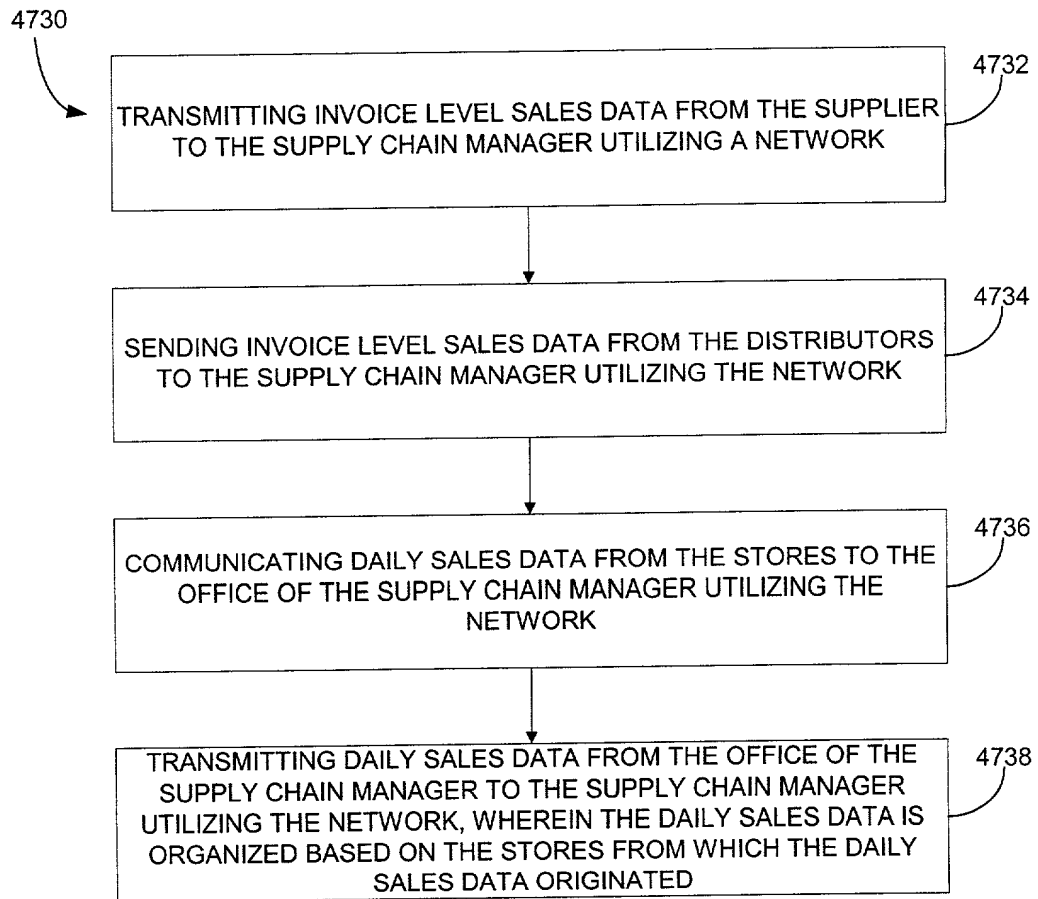 4730
4732
TRANSMITTING INVOICE LEVEL SALES DATA FROM THE SUPPLIER
TO THE SUPPLY CHAIN MANAGER UTILIZING A NETWORK
4734
SENDING INVOICE LEVEL SALES DATA FROM THE DISTRIBUTORS
TO THE SUPPLY CHAIN MANAGER UTILIZING THE NETWORK
4736
COMMUNICATING DAILY SALES DATA FROM THE STORES TO THE
OFFICE OF THE SUPPLY CHAIN MANAGER UTILIZING THE
NETWORK
4738
TRANSMITTING DAILY SALES DATA FROM THE OFFICE OF THE
SUPPLY CHAIN MANAGER TO THE SUPPLY CHAIN MANAGER
UTILIZING THE NETWORK, WHEREIN THE DAILY SALES DATA IS
ORGANIZED BASED ON THE STORES FROM WHICH THE DAILY
SALES DATA ORIGINATED